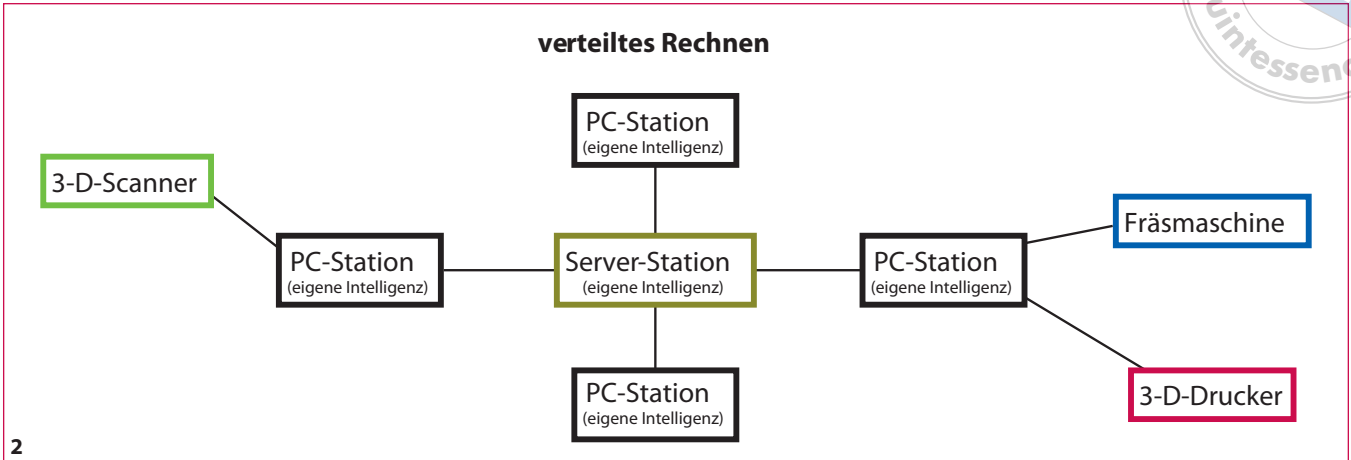 verteiltes Rechnen
PC-Station
(eigene Intelligenz)
3-D-Scanner
Fräsmaschine
PC-Station
(eigene Intelligenz)
Server-Station
(eigene Intelligenz)
PC-Station
(eigene Intelligenz)
PC-Station
(eigene Intelligenz)
3-D-Drucker
2